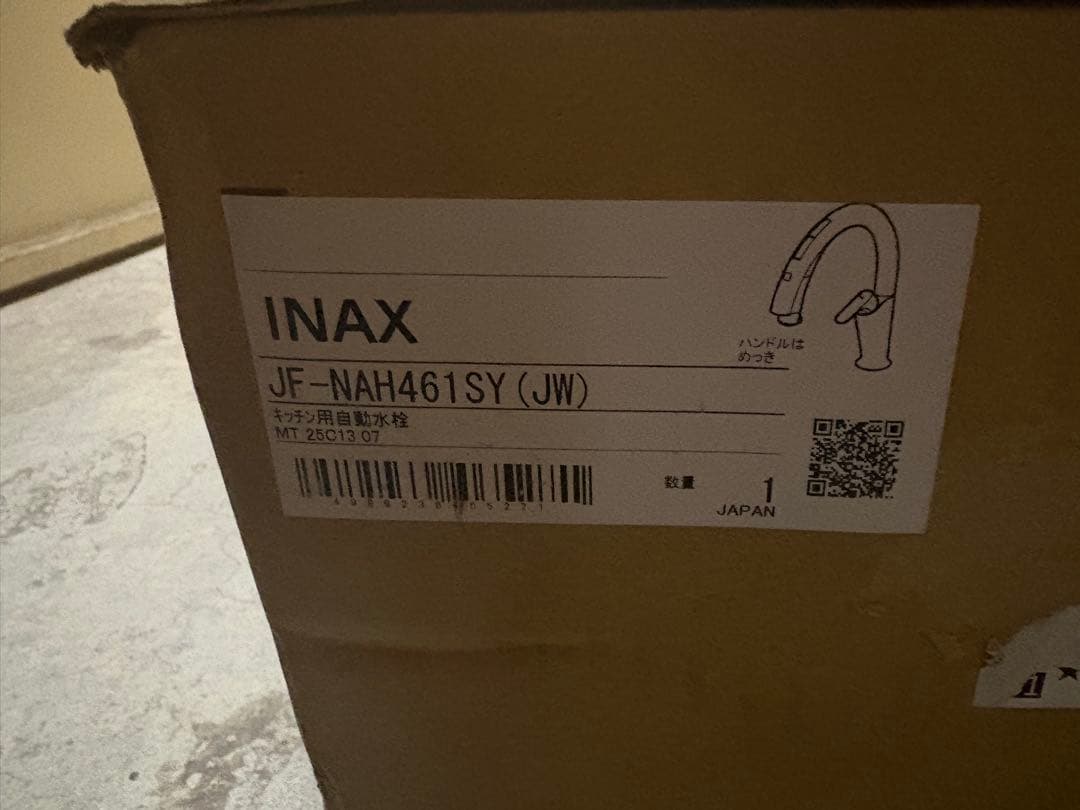 INAX
JF-NAH461SY(JW)
キッチン用自動水栓
MT 25C13 07
ハンドルは
めっき
数量 1
JAPAN
1